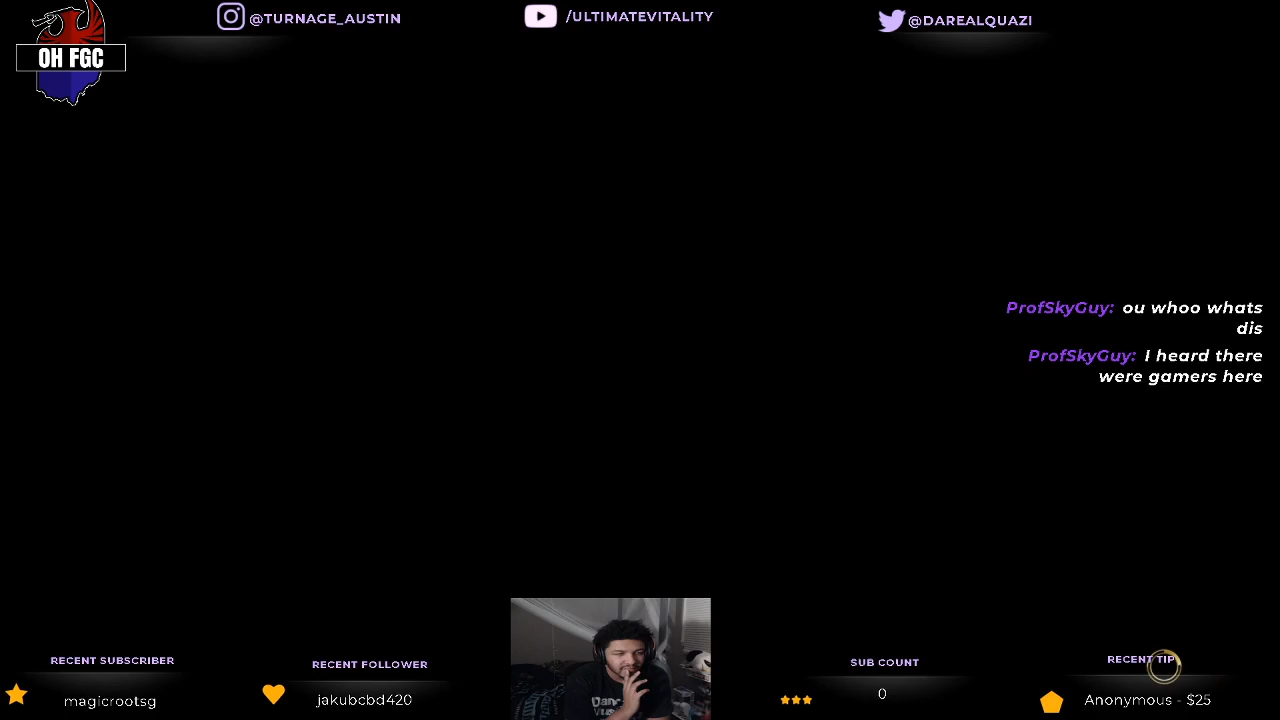 @TURNAGE_AUSTIN
/ULTIMATEVITALITY
@DAREALQUAZI
OH FGC
ProfSkyGuy: ou whoo whats
dis
ProfSkyGuy: I heard there
were gamers here
RECENT SUBSCRIBER
magicrootsg
RECENT FOLLOWER
jakubcbd420
SUB COUNT
0
RECENT TIP
Anonymous - $25